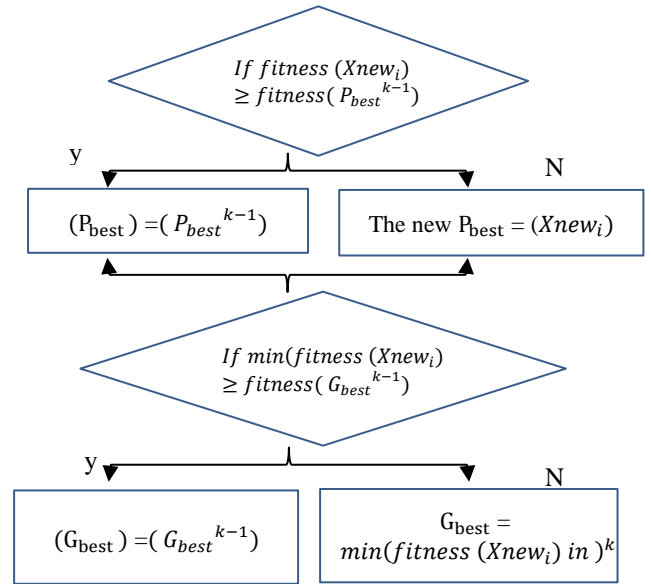 If fitness (Xnew_i)
≥ fitness( P_best^{k−1})
y
N
(P_best ) =( P_best^{k−1})
The new P_best = (Xnew_i)
If min(fitness (Xnew_i)
≥ fitness( G_best^{k−1})
y
N
(G_best ) =( G_best^{k−1})
G_best =
min(fitness (Xnew_i) in )^k